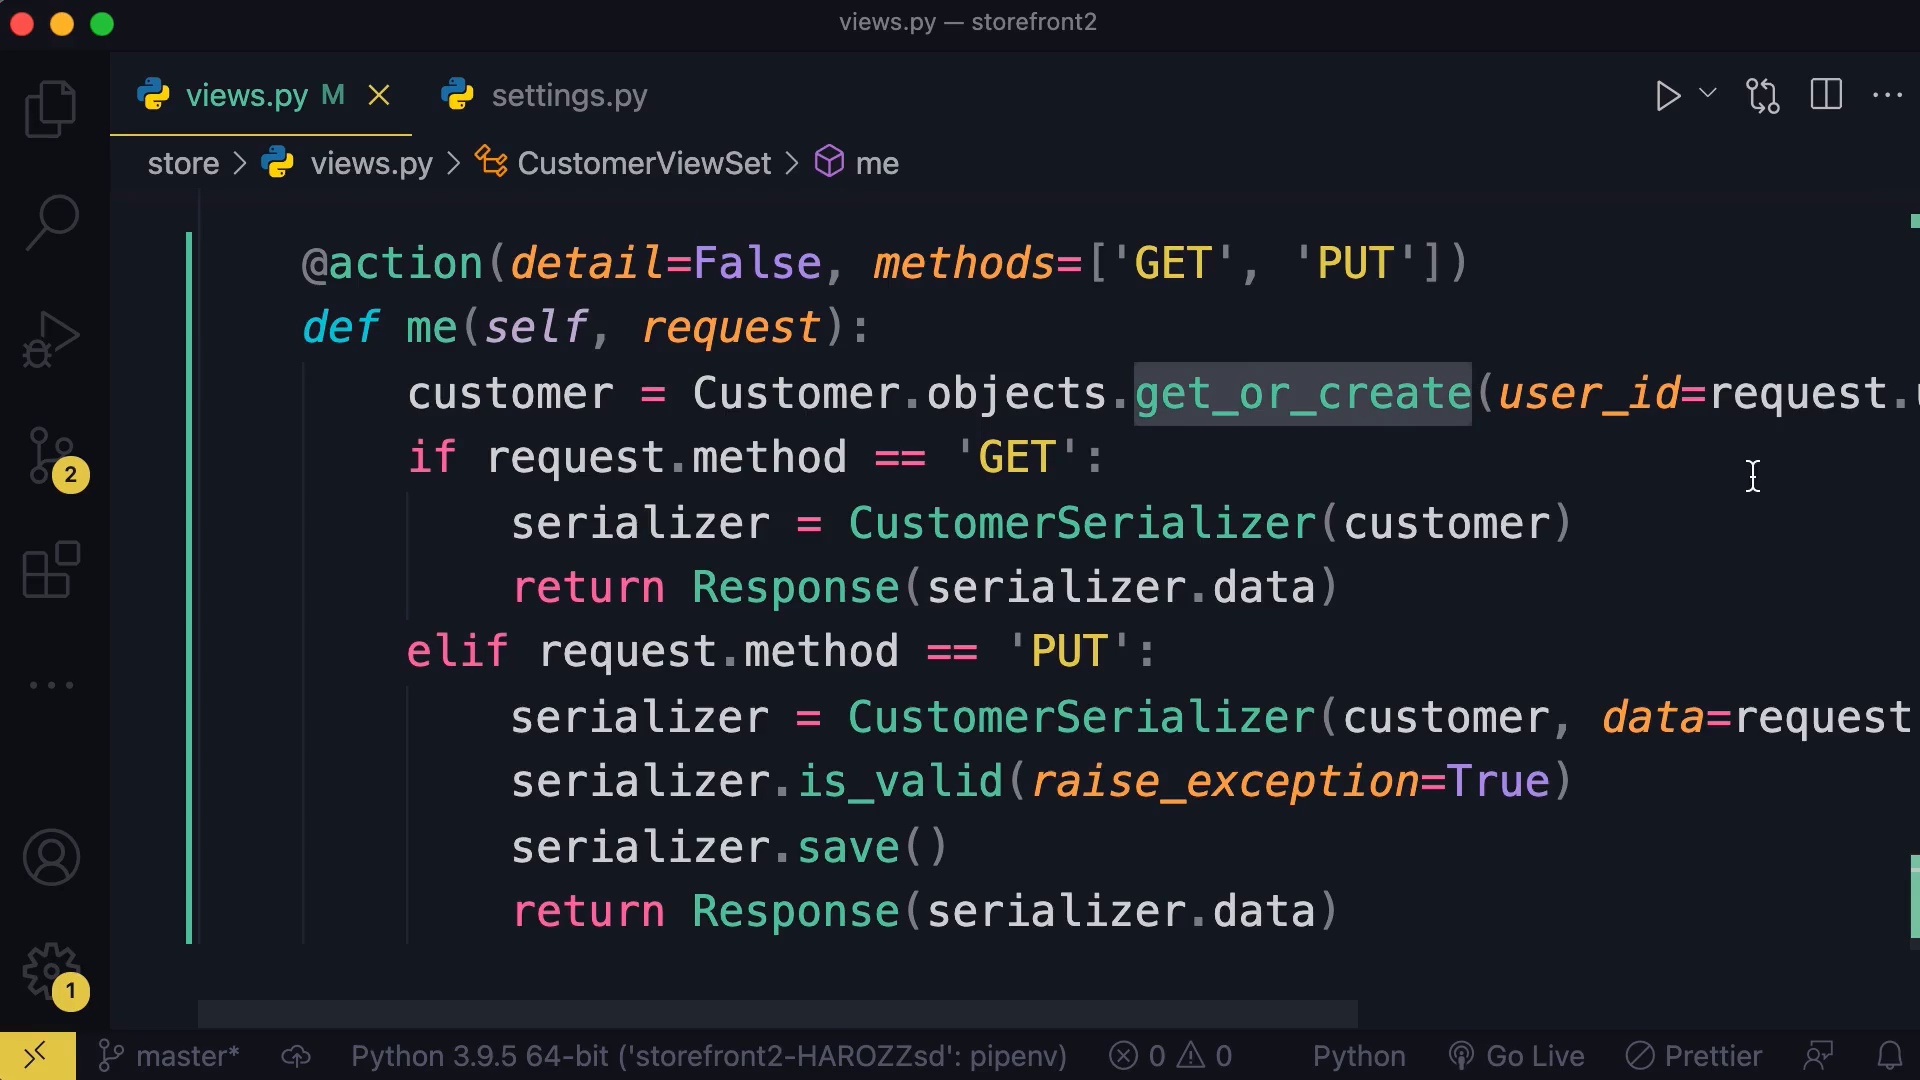 views.py — storefront2
views.py M settings.py
store > views.py > CustomerViewSet > me
@action(detail=False, methods=['GET', 'PUT'])
def me(self, request):
customer = Customer.objects.get_or_create(user_id=request.
if request.method == 'GET':
serializer = CustomerSerializer(customer)
return Response(serializer.data)
elif request.method == 'PUT':
serializer = CustomerSerializer(customer, data=request
serializer.is_valid(raise_exception=True)
serializer.save()
return Response(serializer.data)
2
1
master* Python 3.9.5 64-bit ('storefront2-HAROZZsd': pipenv) 0 0 Python Go Live Prettier